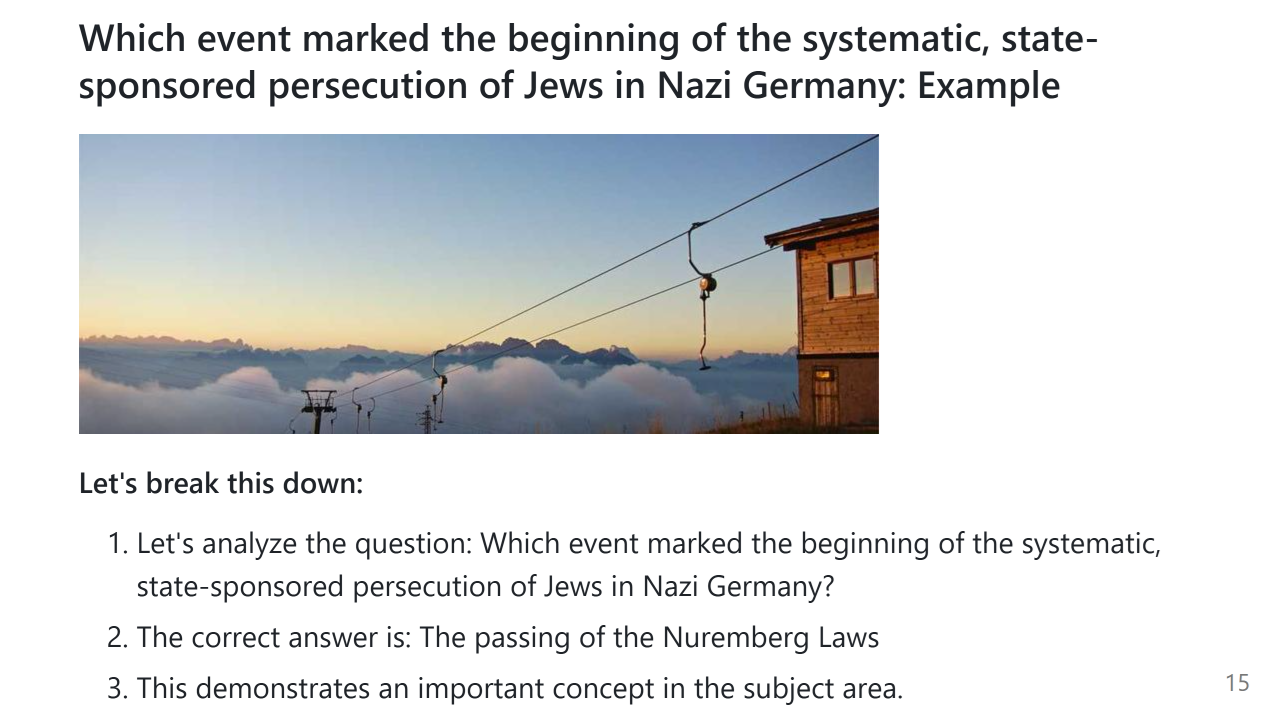 Which event marked the beginning of the systematic, state-
sponsored persecution of Jews in Nazi Germany: Example
Let's break this down:
1. Let's analyze the question: Which event marked the beginning of the systematic,
state-sponsored persecution of Jews in Nazi Germany?
2. The correct answer is: The passing of the Nuremberg Laws
3. This demonstrates an important concept in the subject area.
15